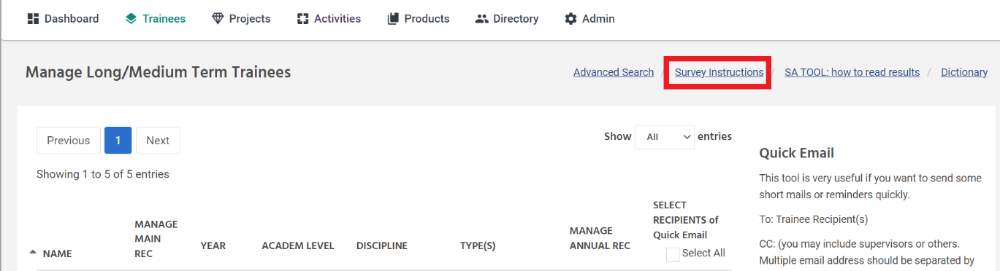 Dashboard Trainees Projects Activities Products Directory Admin
Manage Long/Medium Term Trainees
Advanced Search / Survey Instructions / SA TOOL: how to read results / Dictionary
Previous 1 Next
Show All entries
Showing 1 to 5 of 5 entries
NAME
MANAGE
MAIN
REC
YEAR
ACADEM LEVEL
DISCIPLINE
TYPE(S)
MANAGE
ANNUAL REC
SELECT
RECIPIENTS of
Quick Email
Select All
Quick Email
This tool is very useful if you want to send some
short mails or reminders quickly.
To: Trainee Recipient(s)
CC: (you may include supervisors or others.
Multiple email address should be separated by